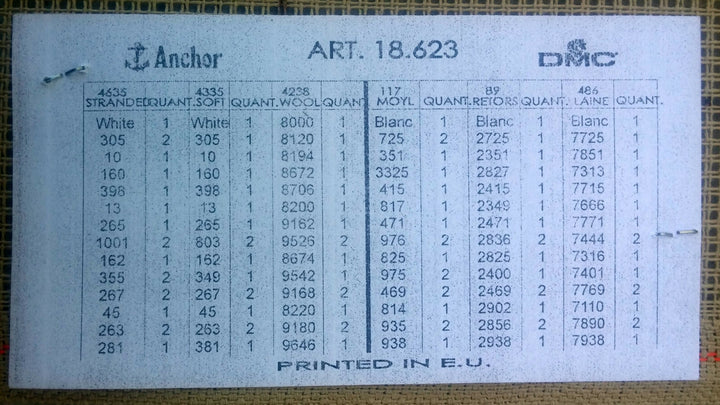 Anchor ART. 18.623 DMC
4635 4335 4238 117 89 486
STRANDED QUANT. SOFT QUANT. WOOL QUANT. MOYL QUANT. RETORS QUANT. LAINE QUANT.
White 1 White 1 8000 1 Blanc 1 Blanc 1 Blanc 1
305 2 305 1 8120 1 725 2 2725 1 7725 1
10 1 10 1 8194 1 351 1 2351 1 7851 1
160 1 160 1 8672 1 3325 1 2827 1 7313 1
398 1 398 1 8706 1 415 1 2415 1 7715 1
13 1 13 1 8200 1 817 1 2349 1 7666 1
265 1 265 1 9162 1 471 1 2471 1 7771 1
1001 2 803 2 9526 2 976 2 2836 2 7444 2
162 1 162 1 8674 1 825 1 2825 1 7316 1
355 2 349 1 9542 1 975 2 2400 1 7401 1
267 2 267 2 9168 2 469 2 2469 2 7769 2
45 1 45 1 8220 1 814 1 2902 1 7110 1
263 2 263 2 9180 2 935 2 2856 2 7890 2
281 1 381 1 9646 1 938 1 2938 1 7938 1
PRINTED IN E.U.